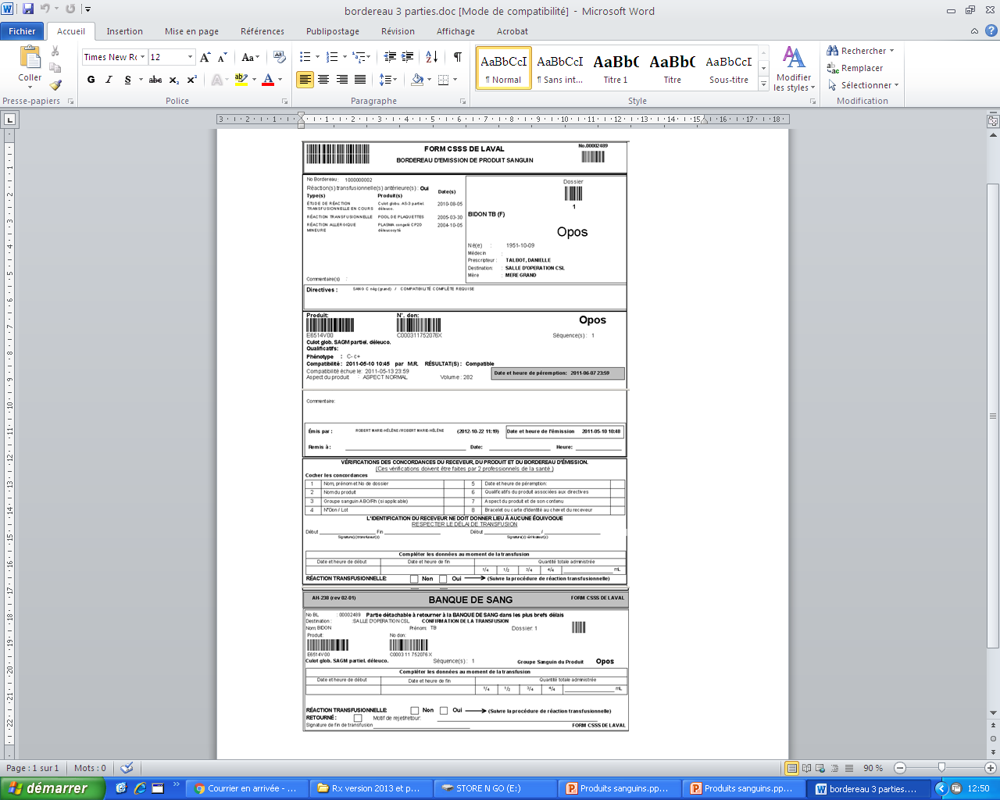 bordereau 3 parties.doc [Mode de compatibilité] - Microsoft Word
Fichier Accueil Insertion Mise en page Références Publipostage Révision Affichage Acrobat
Coller
Times New Ro 12
G I S abc x₂ x² A ab A
AaBbCcI AaBbCcI AaBbC AaBbC AaBbCcI
¶ Normal ¶ Sans int... Titre 1 Titre Sous-titre
Modifier les styles
Rechercher
Remplacer
Sélectionner
Presse-papiers Police Paragraphe Style Modification
FORM CSSS DE LAVAL
BORDEREAU D'EMISSION DE PRODUIT SANGUIN
No.00002489
No Bordereau : 1000000002
Réaction(s) transfusionnelle(s) antérieure(s) : Oui
Type(s) Produit(s) Date(s)
ÉTUDE DE RÉACTION TRANSFUSIONNELLE EN COURS Culot globu. AS-3 partiel. déleuco. 2010-08-05
RÉACTION TRANSFUSIONNELLE POOL DE PLAQUETTES 2005-03-30
RÉACTION ALLERGIQUE MINEURE PLASMA congelé CP2D déleucocyté 2004-10-05
Commentaire(s) :
Dossier
1
BIDON TB (F)
Opos
Né(e) : 1951-10-09
Médecin :
Prescripteur : TALBOT, DANIELLE
Destination: : SALLE D'OPERATION CSL
Mère : MERE GRAND
Directives : SANG C nég (grand) / COMPATIBILITÉ COMPLÈTE REQUISE
Produit: N°. don: Opos
E6514V00 C000311752076X Séquence(s) : 1
Culot glob. SAGM partiel. déleuco.
Qualificatifs:
Phénotype : C- c+
Compatibilité : 2011-05-10 10:45 par M.R. RÉSULTAT(S) : Compatible
Compatibilité échue le: 2011-05-13 23:59
Aspect du produit : ASPECT NORMAL Volume : 282
Date et heure de péremption: 2011-06-07 23:59
Commentaire:
Émis par : ROBERT MARIE-HÉLÈNE / ROBERT MARIE-HÉLÈNE (2012-10-22 11:19) Date et heure de l'émission 2011-05-10 10:48
Remis à : Date: Heure:
VÉRIFICATIONS DES CONCORDANCES DU RECEVEUR, DU PRODUIT ET DU BORDEREAU D'ÉMISSION.
(Ces vérifications doivent être faites par 2 professionnels de la santé.)
Cocher les concordances
1 Nom, prénom et No de dossier 5 Date et heure de péremption:
2 Nom du produit 6 Qualificatifs du produit associées aux directives
3 Groupe sanguin ABO/Rh (si applicable) 7 Aspect du produit et de son contenu
4 N°Don / Lot 8 Bracelet ou carte d'identité au chevet du receveur
L'IDENTIFICATION DU RECEVEUR NE DOIT DONNER LIEU À AUCUNE ÉQUIVOQUE
RESPECTER LE DÉLAI DE TRANSFUSION
Début Fin Début /
Signature(s) transfuseur(s) Signature(s) vérificateur(s)
Compléter les données au moment de la transfusion
Date et heure de début Date et heure de fin Quantité totale administrée
1/4 1/2 3/4 4/4 mL
RÉACTION TRANSFUSIONNELLE: Non Oui (Suivre la procédure de réaction transfusionnelle)
AH-238 (rev 02-01) BANQUE DE SANG FORM CSSS DE LAVAL
No BL : 00002489 Partie détachable à retourner à la BANQUE DE SANG dans les plus brefs délais
Destination : :SALLE D'OPERATION CSL CONFIRMATION DE LA TRANSFUSION
Nom: BIDON Prénom: TB Dossier: 1
Produit: No don:
E6514V00 C0003 11 752076 X
Culot glob. SAGM partiel. déleuco. Séquence(s) : 1 Groupe Sanguin du Produit Opos
Compléter les données au moment de la transfusion
Date et heure de début Date et heure de fin Quantité totale administrée
1/4 1/2 3/4 4/4 mL
RÉACTION TRANSFUSIONNELLE: Non Oui (Suivre la procédure de réaction transfusionnelle)
RETOURNÉ : Motif de rejet/retour:
Signature de fin de transfusion FORM CSSS DE LAVAL
Page : 1 sur 1 Mots : 0 90 %
démarrer Courrier en arrivée - ... Rx version 2013 et p... STORE N GO (E:) Produits sanguins.pp... Produits sanguins.pp... bordereau 3 parties.... 12:50